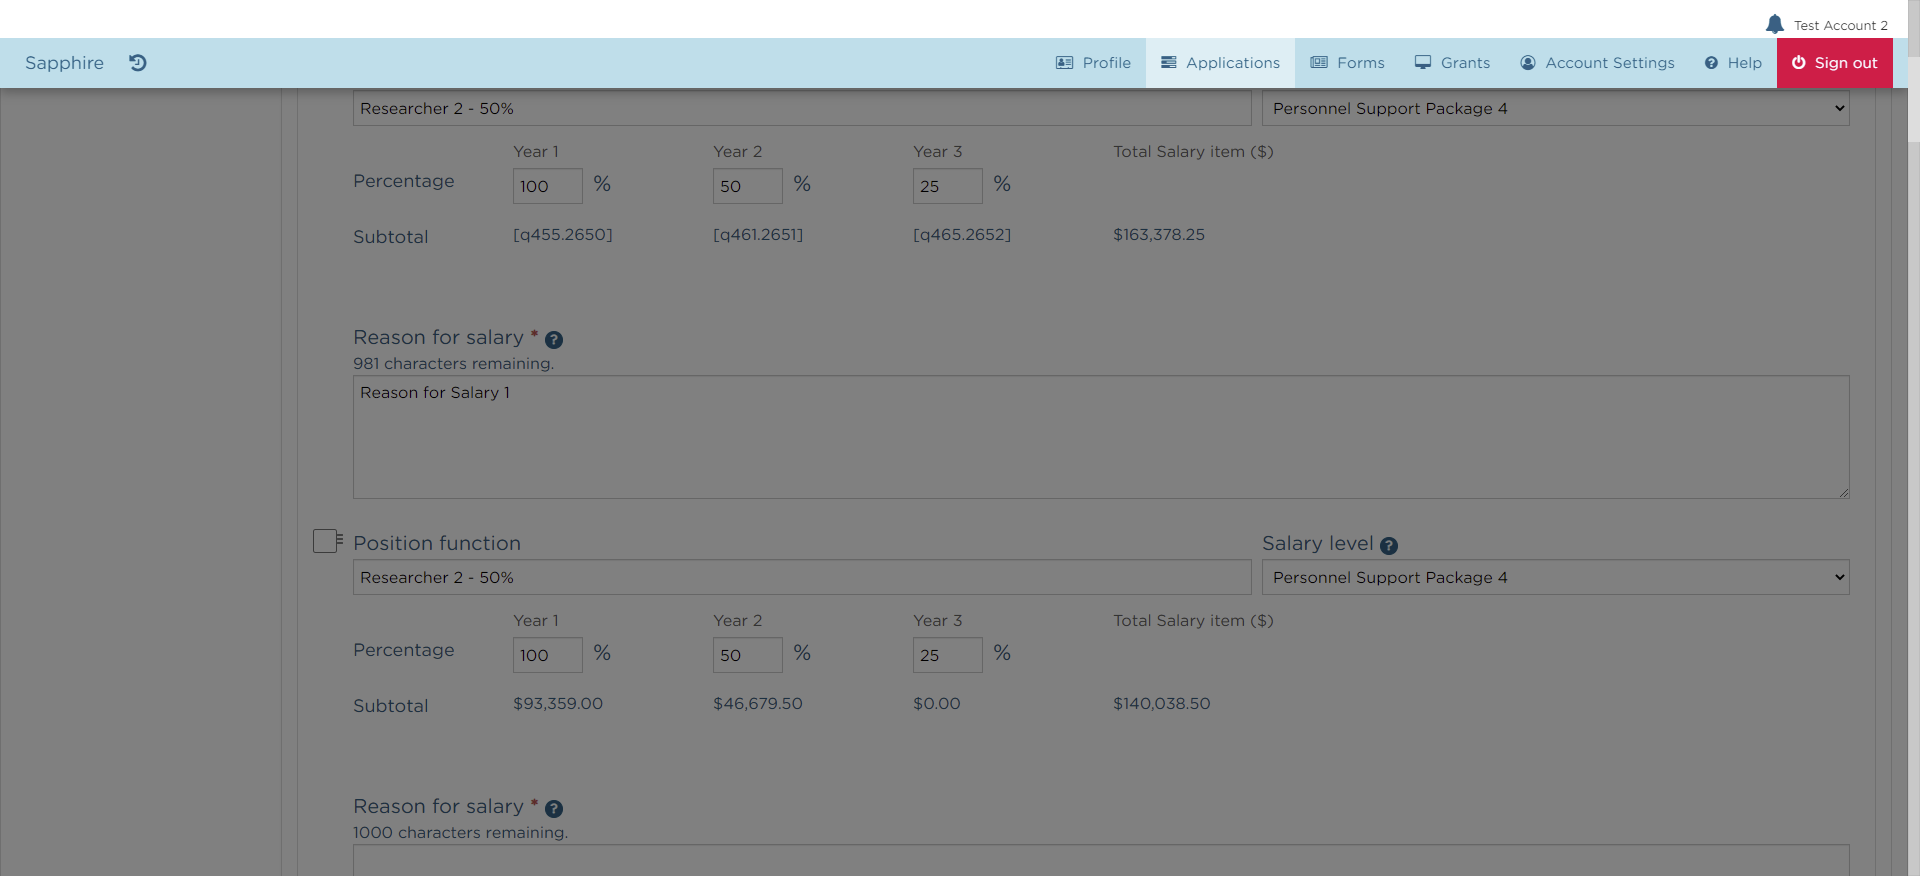 Test Account 2
Sapphire Profile Applications Forms Grants Account Settings Help Sign out
Researcher 2 - 50% Personnel Support Package 4
Year 1 Year 2 Year 3 Total Salary item ($)
Percentage 100 % 50 % 25 %
Subtotal [q455.2650] [q461.2651] [q465.2652] $163,378.25
Reason for salary * ?
981 characters remaining.
Reason for Salary 1
Position function Salary level ?
Researcher 2 - 50% Personnel Support Package 4
Year 1 Year 2 Year 3 Total Salary item ($)
Percentage 100 % 50 % 25 %
Subtotal $93,359.00 $46,679.50 $0.00 $140,038.50
Reason for salary * ?
1000 characters remaining.